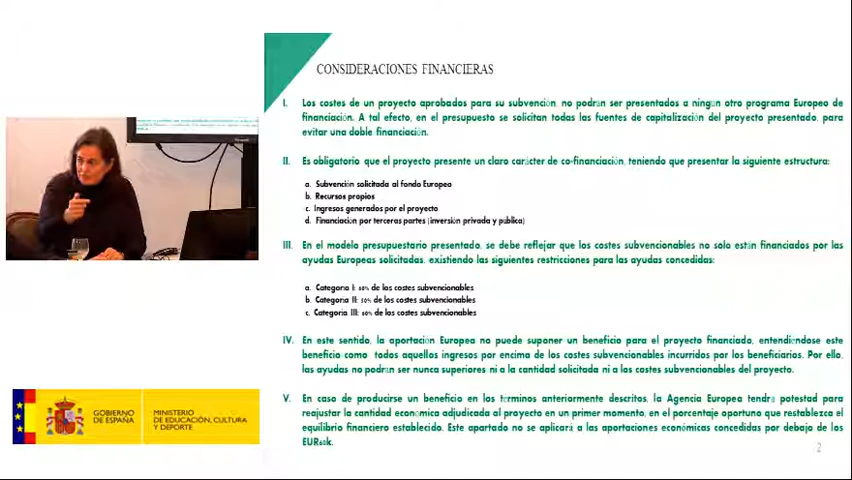 CONSIDERACIONES FINANCIERAS
I. Los costes de un proyecto aprobados para su subvención, no podrán ser presentados a ningún otro programa Europeo de
financiación. A tal efecto, en el presupuesto se solicitan todas las fuentes de capitalización del proyecto presentado, para
evitar una doble financiación.
II. Es obligatorio que el proyecto presente un claro carácter de co-financiación, teniendo que presentar la siguiente estructura:
a. Subvención solicitada al fondo Europeo
b. Recursos propios
c. Ingresos generados por el proyecto
d. Financiación por terceras partes (inversión privada y pública)
III. En el modelo presupuestario presentado, se debe reflejar que los costes subvencionables no solo están financiados por las
ayudas Europeas solicitadas, existiendo las siguientes restricciones para las ayudas concedidas:
a. Categoría I: 60% de los costes subvencionables
b. Categoría II: 50% de los costes subvencionables
c. Categoría III: 60% de los costes subvencionables
IV. En este sentido, la aportación Europea no puede suponer un beneficio para el proyecto financiado, entendiéndose este
beneficio como todos aquellos ingresos por encima de los costes subvencionables incurridos por los beneficiarios. Por ello,
las ayudas no podrán ser nunca superiores ni a la cantidad solicitada ni a los costes subvencionables del proyecto.
V. En caso de producirse un beneficio en los términos anteriormente descritos, la Agencia Europea tendrá potestad para
reajustar la cantidad económica adjudicada al proyecto en un primer momento, en el porcentaje oportuno que restablezca el
equilibrio financiero establecido. Este apartado no se aplicará a las aportaciones económicas concedidas por debajo de los
EUR60k.
2
GOBIERNO
DE ESPAÑA
MINISTERIO
DE EDUCACIÓN, CULTURA
Y DEPORTE